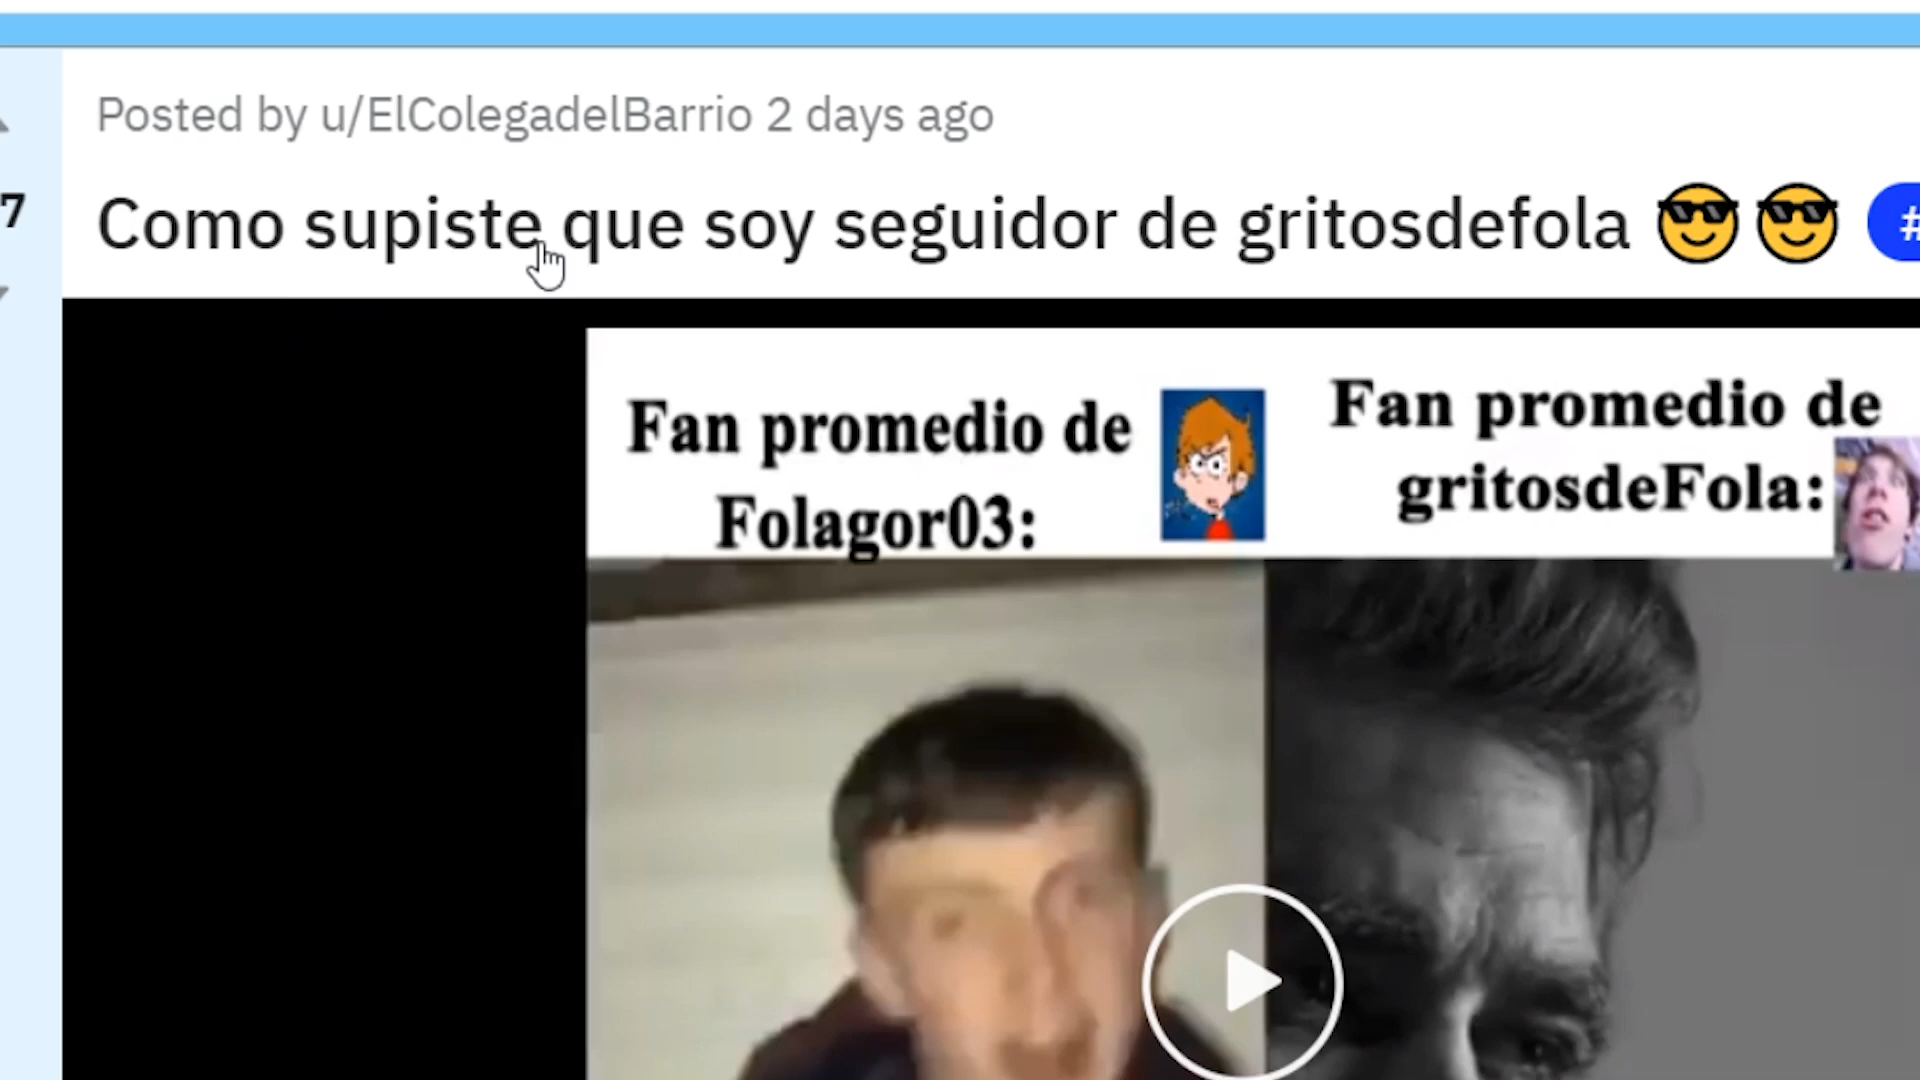 Posted by u/ElColegadelBarrio 2 days ago
7
Como supiste que soy seguidor de gritosdefola 😎😎 #
Fan promedio de
Folagor03:
Fan promedio de
gritosdeFola: